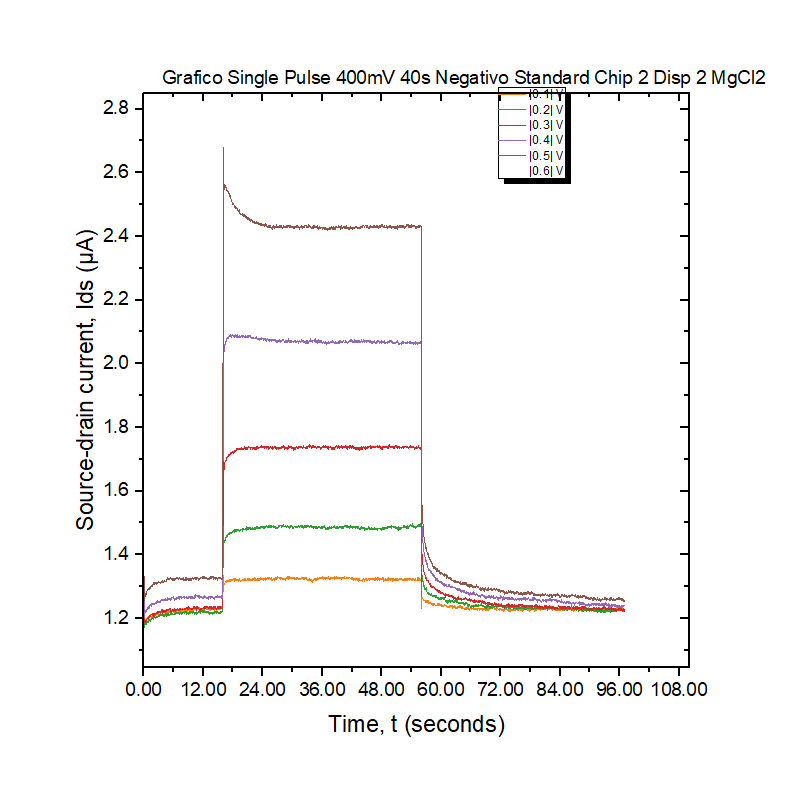 Grafico Single Pulse 400mV 40s Negativo Standard Chip 2 Disp 2 MgCl2
|0.1| V
|0.2| V
|0.3| V
|0.4| V
|0.5| V
|0.6| V
2.8
2.6
2.4
2.2
2.0
1.8
1.6
1.4
1.2
Source-drain current, Ids (μA)
0.00 12.00 24.00 36.00 48.00 60.00 72.00 84.00 96.00 108.00
Time, t (seconds)